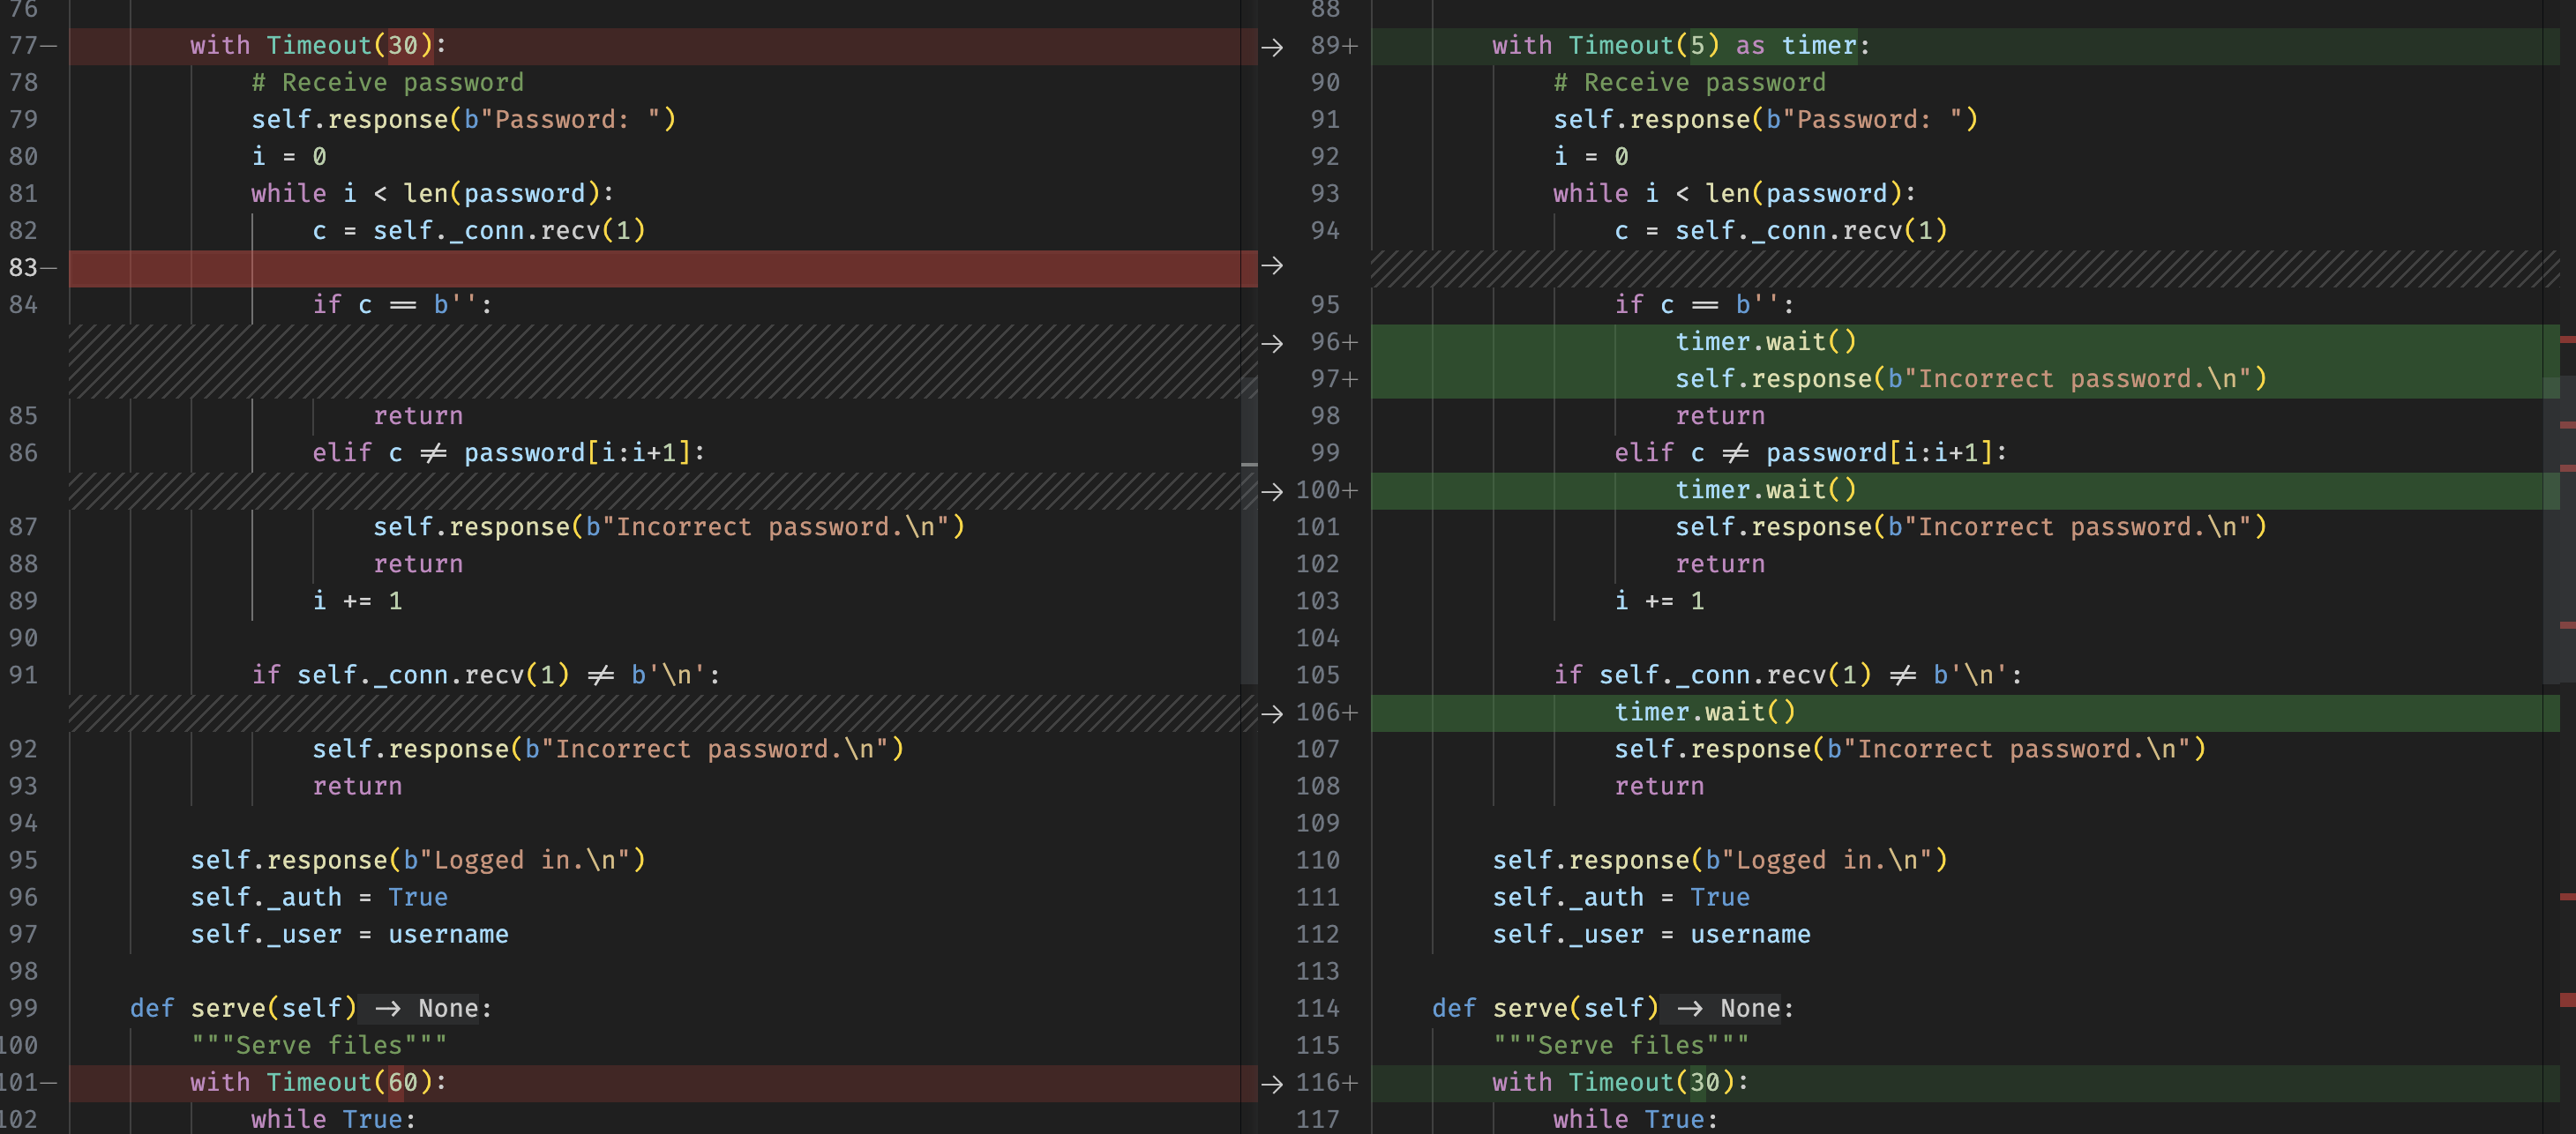 76
77— with Timeout(30):
78 # Receive password
79 self.response(b"Password: ")
80 i = 0
81 while i < len(password):
82 c = self._conn.recv(1)
83—
84 if c == b'':
85 return
86 elif c != password[i:i+1]:
87 self.response(b"Incorrect password.\n")
88 return
89 i += 1
90
91 if self._conn.recv(1) != b'\n':
92 self.response(b"Incorrect password.\n")
93 return
94
95 self.response(b"Logged in.\n")
96 self._auth = True
97 self._user = username
98
99 def serve(self) -> None:
100 """Serve files"""
101— with Timeout(60):
102 while True:
88
→ 89+ with Timeout(5) as timer:
90 # Receive password
91 self.response(b"Password: ")
92 i = 0
93 while i < len(password):
94 c = self._conn.recv(1)
→
95 if c == b'':
→ 96+ timer.wait()
97+ self.response(b"Incorrect password.\n")
98 return
99 elif c != password[i:i+1]:
→ 100+ timer.wait()
101 self.response(b"Incorrect password.\n")
102 return
103 i += 1
104
105 if self._conn.recv(1) != b'\n':
→ 106+ timer.wait()
107 self.response(b"Incorrect password.\n")
108 return
109
110 self.response(b"Logged in.\n")
111 self._auth = True
112 self._user = username
113
114 def serve(self) -> None:
115 """Serve files"""
→ 116+ with Timeout(30):
117 while True: